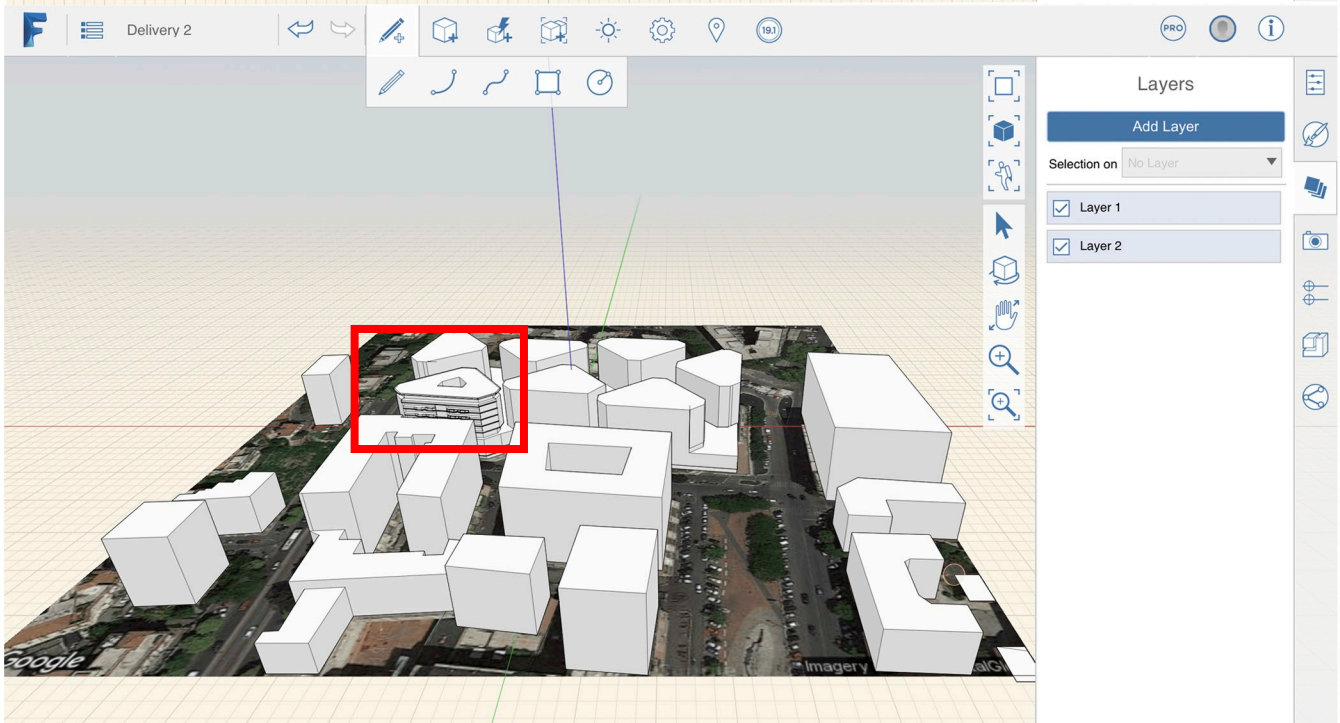 Delivery 2
19.1
PRO
i
Layers
Add Layer
Selection on No Layer
Layer 1
Layer 2
Google
Imagery